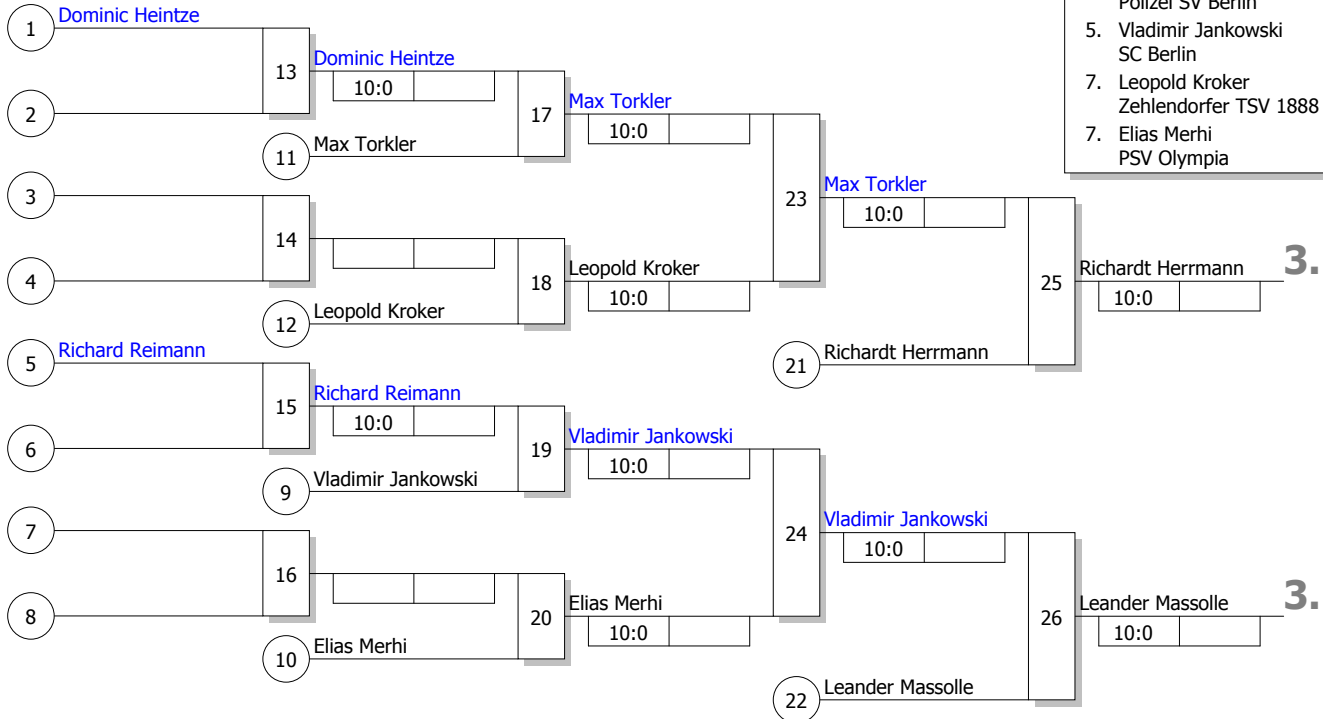 Polizei SV Berlin
5. Vladimir Jankowski
SC Berlin
7. Leopold Kroker
Zehlendorfer TSV 1888
7. Elias Merhi
PSV Olympia
1 Dominic Heintze
13 Dominic Heintze
10:0
2
17 Max Torkler
10:0
11 Max Torkler
3
23 Max Torkler
10:0
14
4
18 Leopold Kroker
10:0
12 Leopold Kroker
25 Richardt Herrmann 3.
10:0
21 Richardt Herrmann
5 Richard Reimann
15 Richard Reimann
10:0
6
19 Vladimir Jankowski
10:0
9 Vladimir Jankowski
7
24 Vladimir Jankowski
10:0
16
8
20 Elias Merhi
10:0
10 Elias Merhi
26 Leander Massolle 3.
10:0
22 Leander Massolle